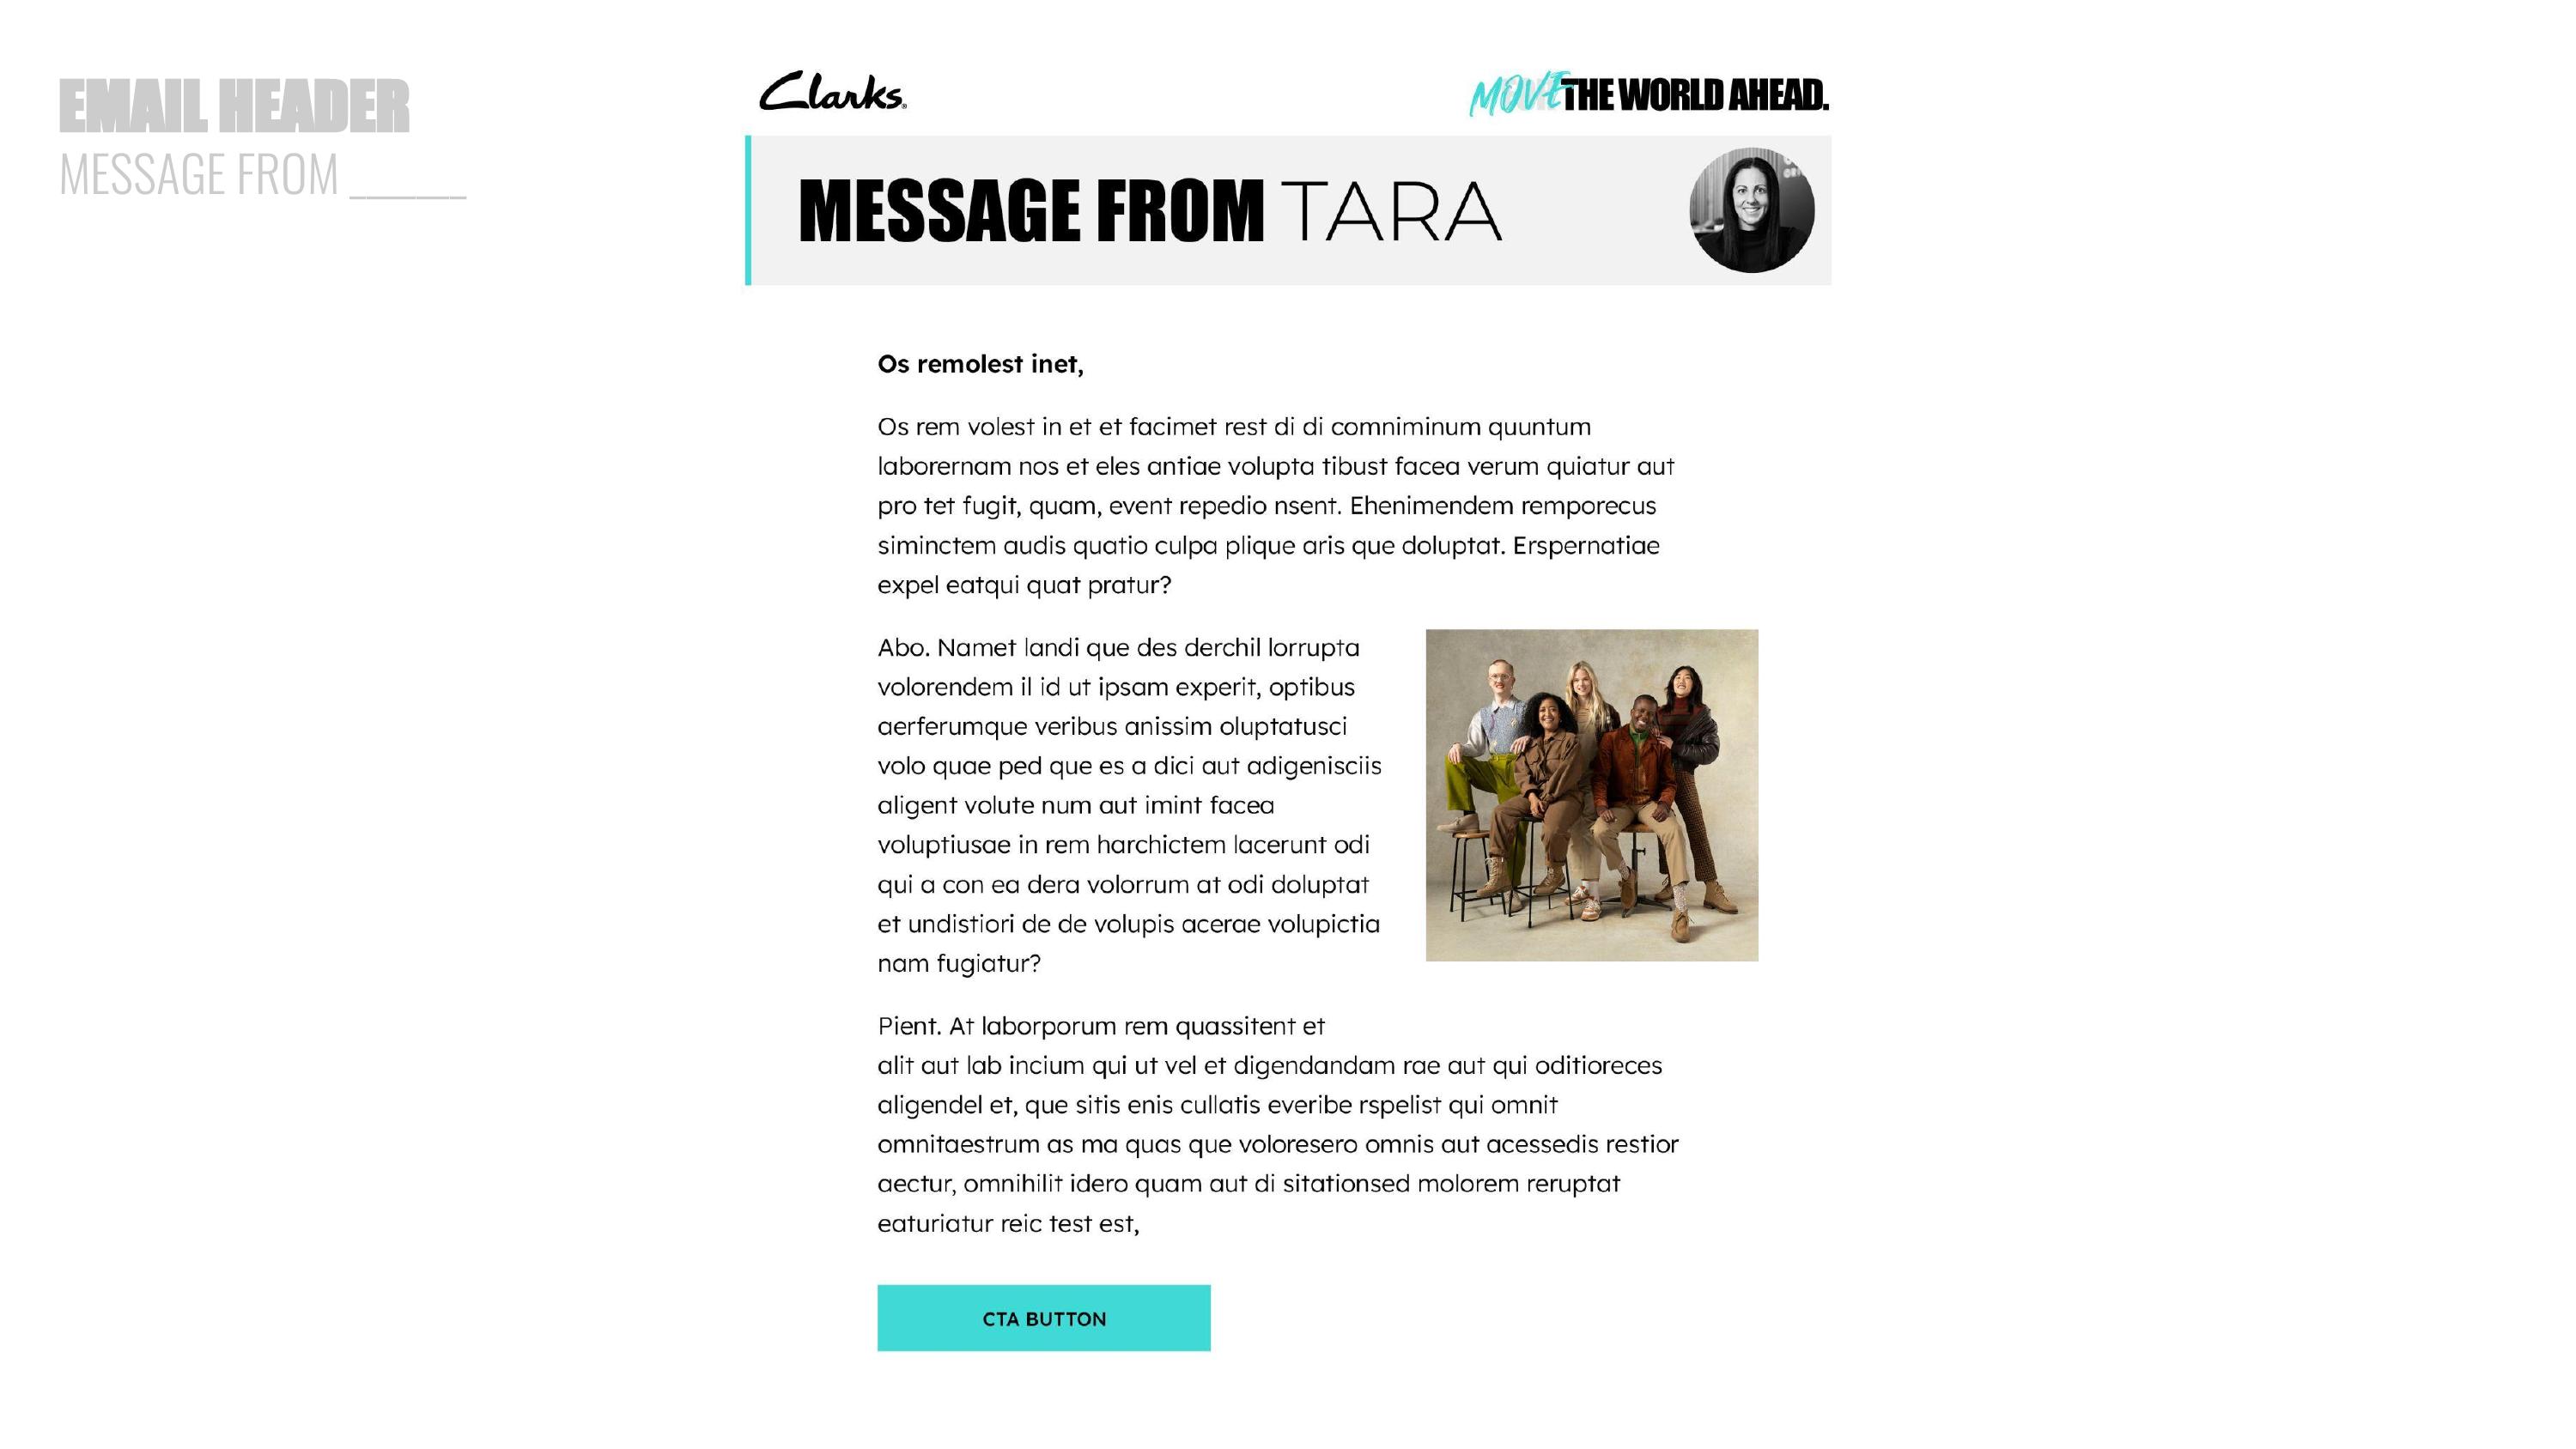 EMAIL HEADER
MESSAGE FROM ______
Clarks.
MOVE THE WORLD AHEAD.
MESSAGE FROM TARA
Os remolest inet,
Os rem volest in et et facimet rest di di comniminum quuntum
laborernam nos et eles antiae volupta tibust facea verum quiatur aut
pro tet fugit, quam, event repedio nsent. Ehenimendem remporecus
siminctem audis quatio culpa plique aris que doluptat. Erspernatiae
expel eatqui quat pratur?
Abo. Namet landi que des derchil lorrupta
volorendem il id ut ipsam experit, optibus
aerferumque veribus anissim oluptatusci
volo quae ped que es a dici aut adigenisciis
aligent volute num aut imint facea
voluptiusae in rem harchictem lacerunt odi
qui a con ea dera volorrum at odi doluptat
et undistiori de de volupis acerae volupictia
nam fugiatur?
Pient. At laborporum rem quassitent et
alit aut lab incium qui ut vel et digendandam rae aut qui oditioreces
aligendel et, que sitis enis cullatis everibe rspelist qui omnit
omnitaestrum as ma quas que voloresero omnis aut acessedis restior
aectur, omnihilit idero quam aut di sitationsed molorem reruptat
eaturiatur reic test est,
CTA BUTTON